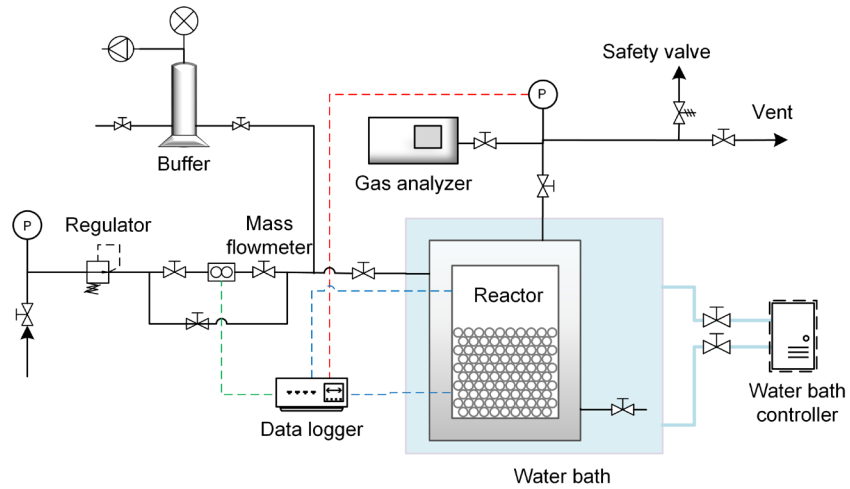 Safety valve
P
Vent
Buffer
Gas analyzer
P
Regulator
Mass
flowmeter
Reactor
Data logger
Water bath
controller
Water bath